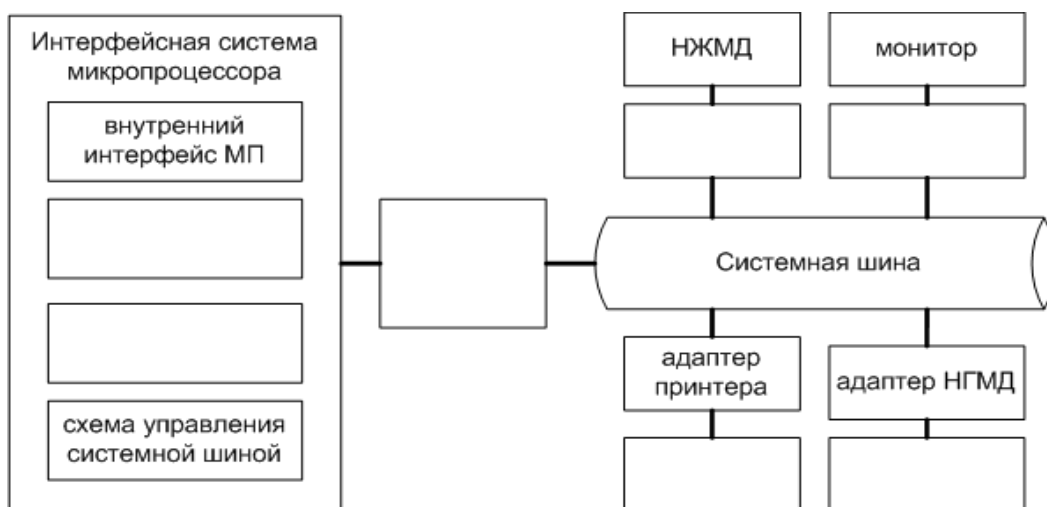 Интерфейсная система
микропроцессора
внутренний
интерфейс МП
схема управления
системной шиной
НЖМД
монитор
Системная шина
адаптер
принтера
адаптер НГМД